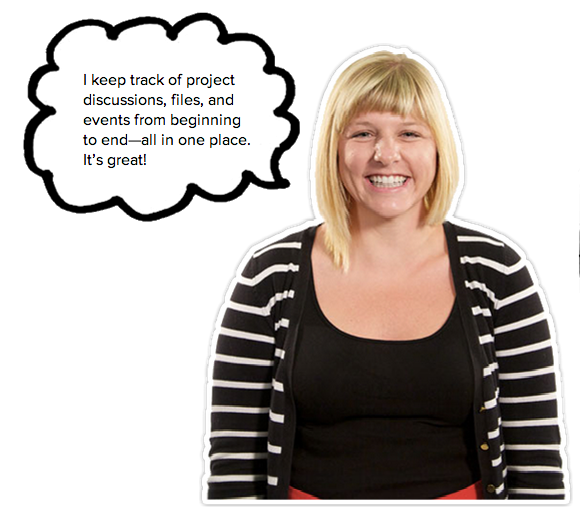 I keep track of project
discussions, files, and
events from beginning
to end—all in one place.
It's great!